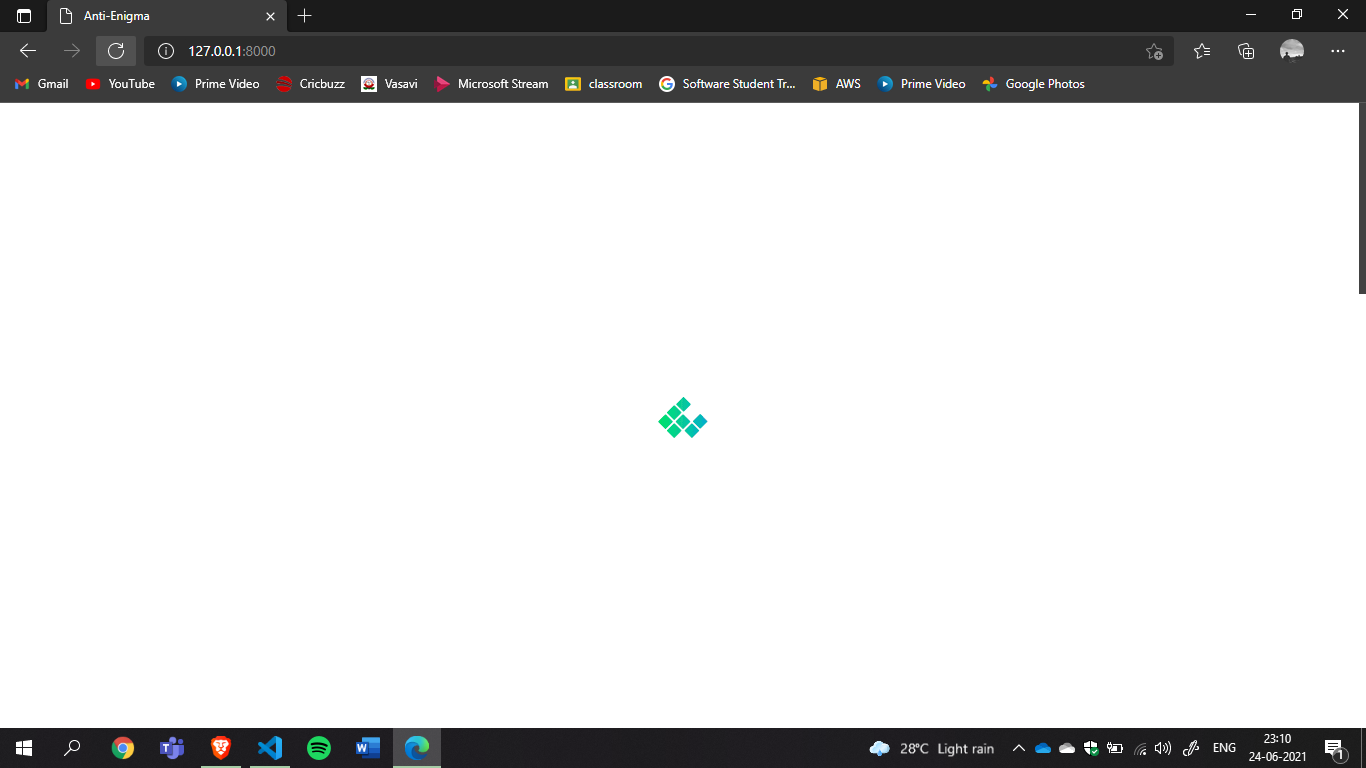 Anti-Enigma
127.0.0.1:8000
Gmail YouTube Prime Video Cricbuzz Vasavi Microsoft Stream classroom Software Student Tr... AWS Prime Video Google Photos
28°C Light rain ENG 23:10
24-06-2021
1